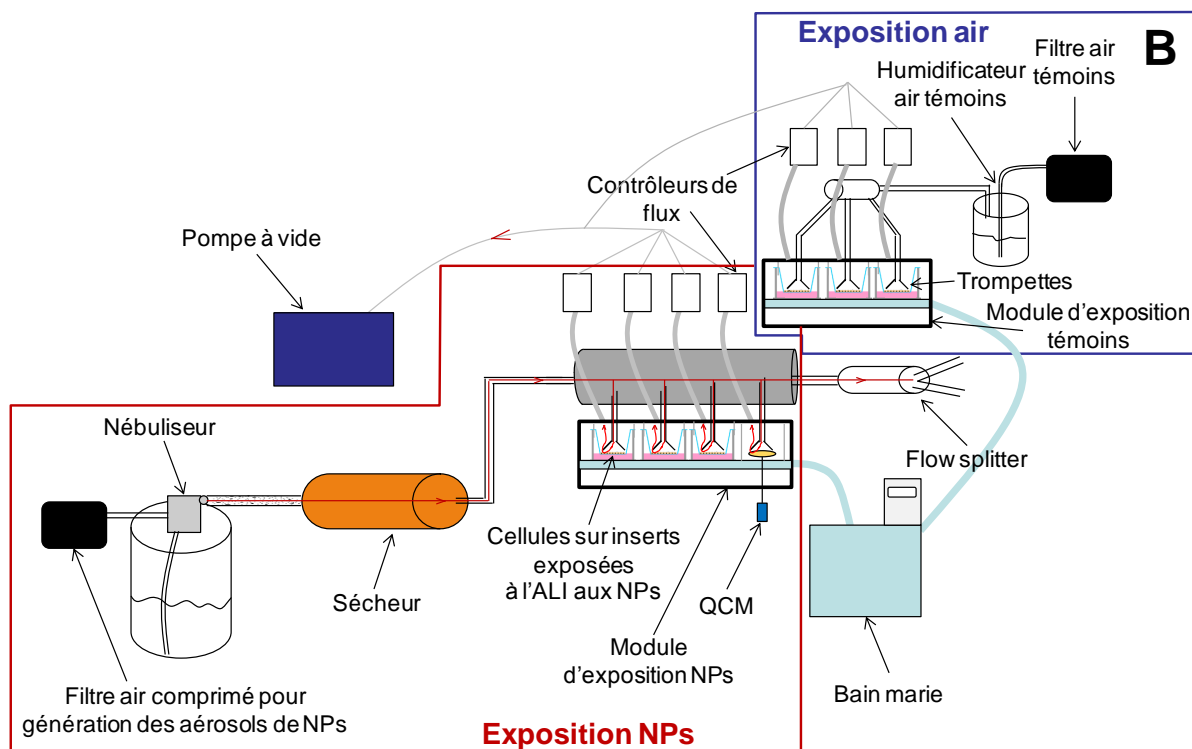 Exposition air
B
Filtre air
témoins
Humidificateur
air témoins
Contrôleurs de
flux
Pompe à vide
Trompettes
Module d'exposition
témoins
Nébuliseur
Flow splitter
Cellules sur inserts
exposées
à l'ALI aux NPs
QCM
Sécheur
Module
d'exposition NPs
Bain marie
Filtre air comprimé pour
génération des aérosols de NPs
Exposition NPs